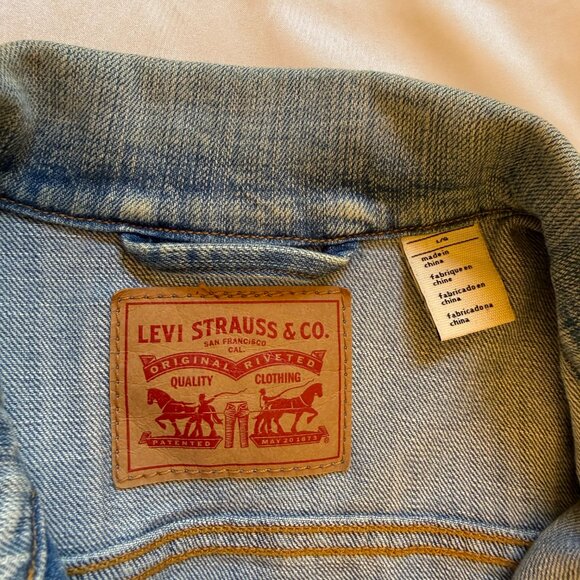 LEVI STRAUSS & CO.
SAN FRANCISCO
CAL.
ORIGINAL RIVETED
QUALITY CLOTHING
PATENTED MAY 20 1873
L/G
made in
china
fabrique en
chine
fabricado en
china
fabricado na
china